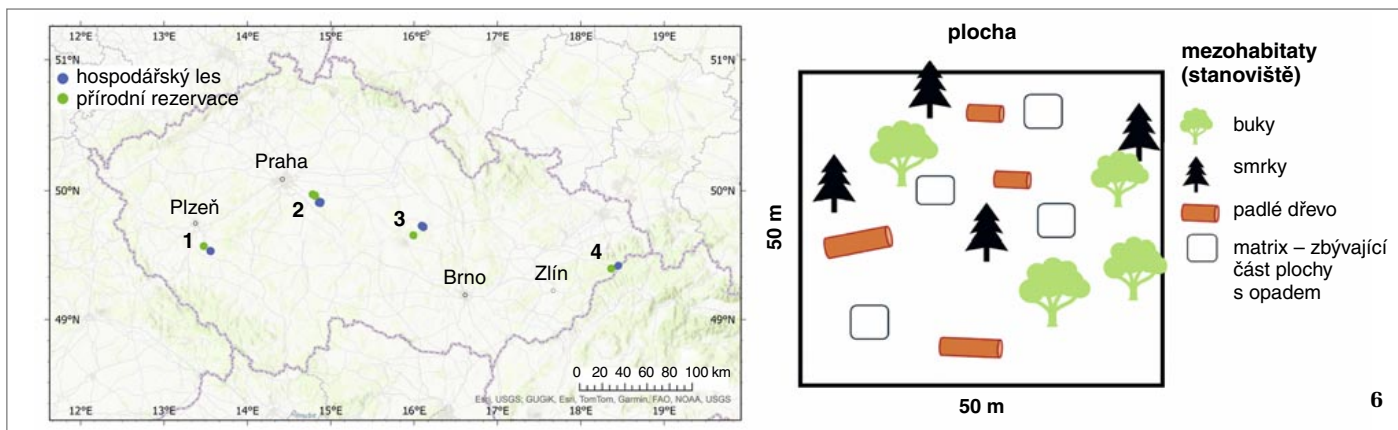 12°E 13°E 14°E 15°E 16°E 17°E 18°E 19°E
51°N
51°N
hospodářský les
přírodní rezervace
Praha
50°N
50°N
Plzeň
2
3
1
4
Brno
Zlín
49°N
49°N
0 20 40 60 80 100 km
Esri, USGS; GUGiK, Esri, TomTom, Garmin, FAO, NOAA, USGS
12°E 13°E 14°E 15°E 16°E 17°E 18°E 19°E
plocha
50 m
50 m
mezohabitaty
(stanoviště)
buky
smrky
padlé dřevo
matrix – zbývající
část plochy
s opadem
6